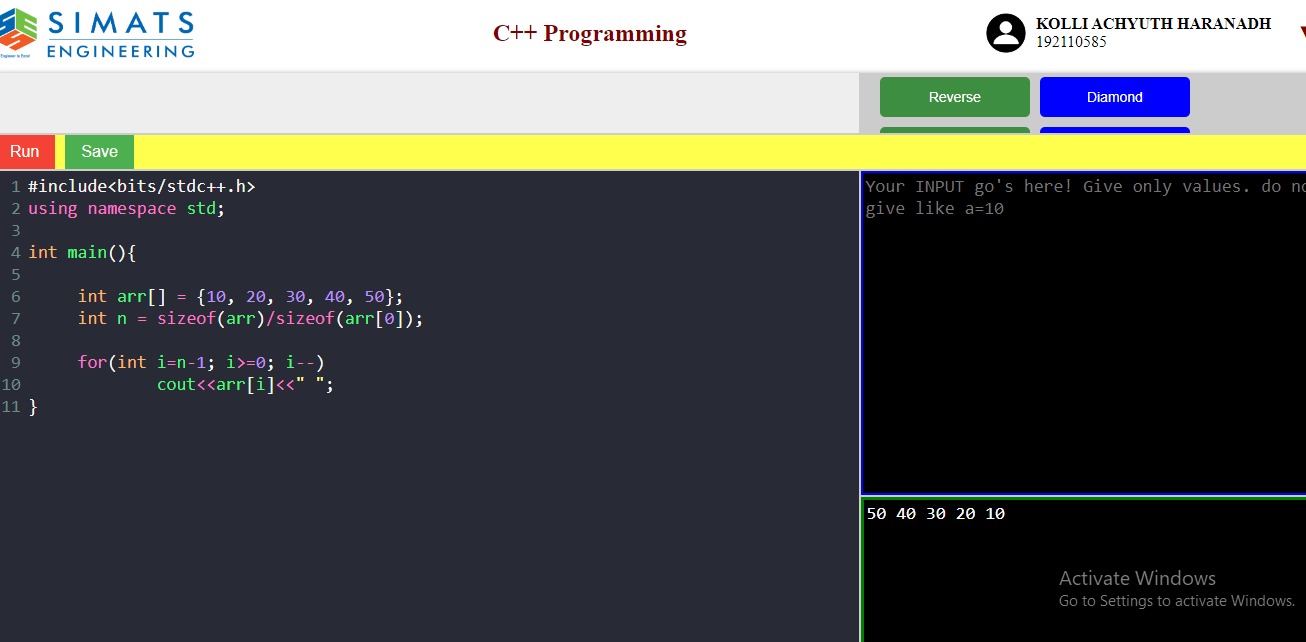 SIMATS
ENGINEERING
C++ Programming
KOLLI ACHYUTH HARANADH
192110585
Reverse
Diamond
Run
Save
1 #include<bits/stdc++.h>
2 using namespace std;
3
4 int main(){
5
6 int arr[] = {10, 20, 30, 40, 50};
7 int n = sizeof(arr)/sizeof(arr[0]);
8
9 for(int i=n-1; i>=0; i--)
10 cout<<arr[i]<<" ";
11 }
Your INPUT go's here! Give only values. do
give like a=10
50 40 30 20 10
Activate Windows
Go to Settings to activate Windows.